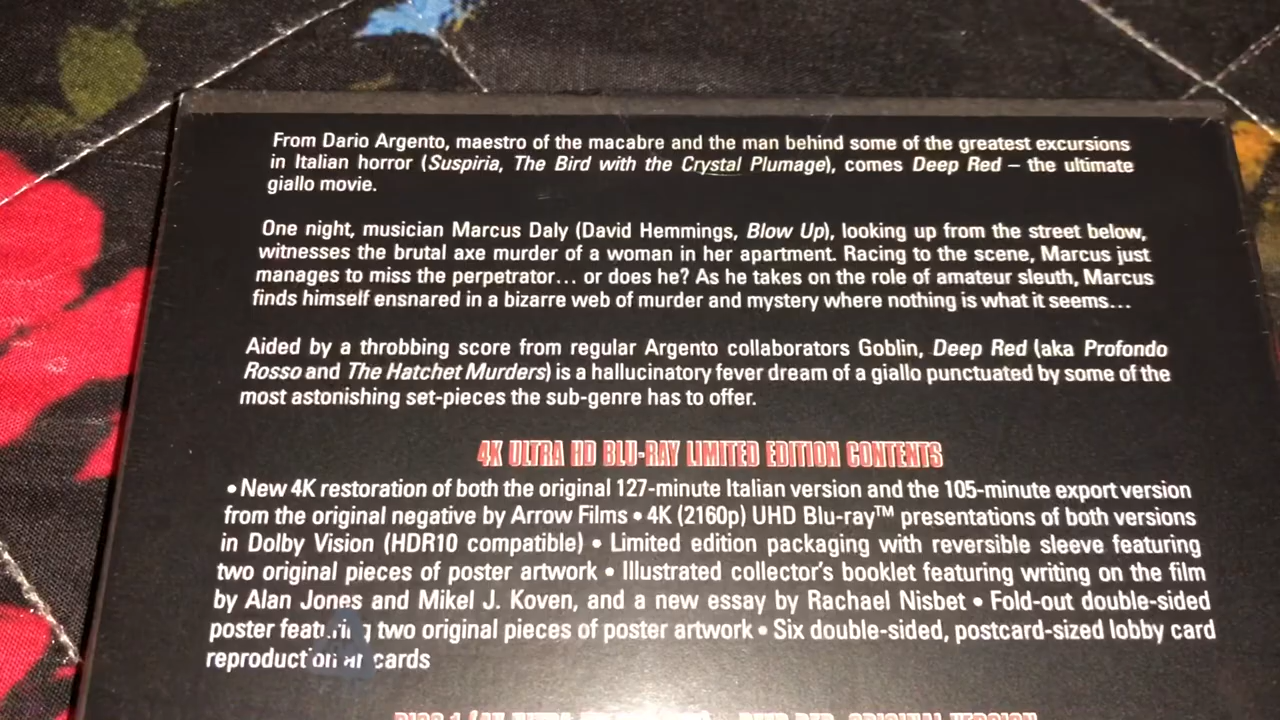 From Dario Argento, maestro of the macabre and the man behind some of the greatest excursions
in Italian horror (Suspiria, The Bird with the Crystal Plumage), comes Deep Red – the ultimate
giallo movie.
One night, musician Marcus Daly (David Hemmings, Blow Up), looking up from the street below,
witnesses the brutal axe murder of a woman in her apartment. Racing to the scene, Marcus just
manages to miss the perpetrator… or does he? As he takes on the role of amateur sleuth, Marcus
finds himself ensnared in a bizarre web of murder and mystery where nothing is what it seems…
Aided by a throbbing score from regular Argento collaborators Goblin, Deep Red (aka Profondo
Rosso and The Hatchet Murders) is a hallucinatory fever dream of a giallo punctuated by some of the
most astonishing set-pieces the sub-genre has to offer.
4K ULTRA HD BLU-RAY LIMITED EDITION CONTENTS
• New 4K restoration of both the original 127-minute Italian version and the 105-minute export version
from the original negative by Arrow Films • 4K (2160p) UHD Blu-ray™ presentations of both versions
in Dolby Vision (HDR10 compatible) • Limited edition packaging with reversible sleeve featuring
two original pieces of poster artwork • Illustrated collector's booklet featuring writing on the film
by Alan Jones and Mikel J. Koven, and a new essay by Rachael Nisbet • Fold-out double-sided
poster featuring two original pieces of poster artwork • Six double-sided, postcard-sized lobby card
reproduction cards